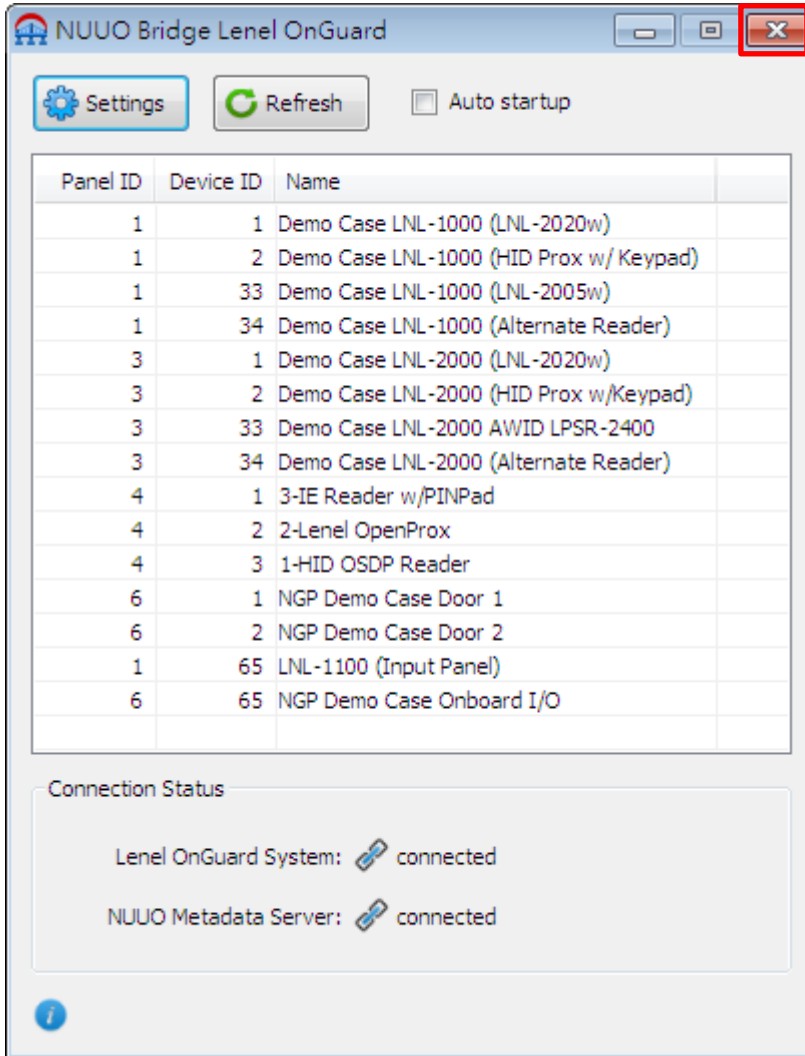 NUUO Bridge Lenel OnGuard
Settings Refresh Auto startup
Panel ID Device ID Name
1 1 Demo Case LNL-1000 (LNL-2020w)
1 2 Demo Case LNL-1000 (HID Prox w/ Keypad)
1 33 Demo Case LNL-1000 (LNL-2005w)
1 34 Demo Case LNL-1000 (Alternate Reader)
3 1 Demo Case LNL-2000 (LNL-2020w)
3 2 Demo Case LNL-2000 (HID Prox w/Keypad)
3 33 Demo Case LNL-2000 AWID LPSR-2400
3 34 Demo Case LNL-2000 (Alternate Reader)
4 1 3-IE Reader w/PINPad
4 2 2-Lenel OpenProx
4 3 1-HID OSDP Reader
6 1 NGP Demo Case Door 1
6 2 NGP Demo Case Door 2
1 65 LNL-1100 (Input Panel)
6 65 NGP Demo Case Onboard I/O
Connection Status
Lenel OnGuard System: connected
NUUO Metadata Server: connected